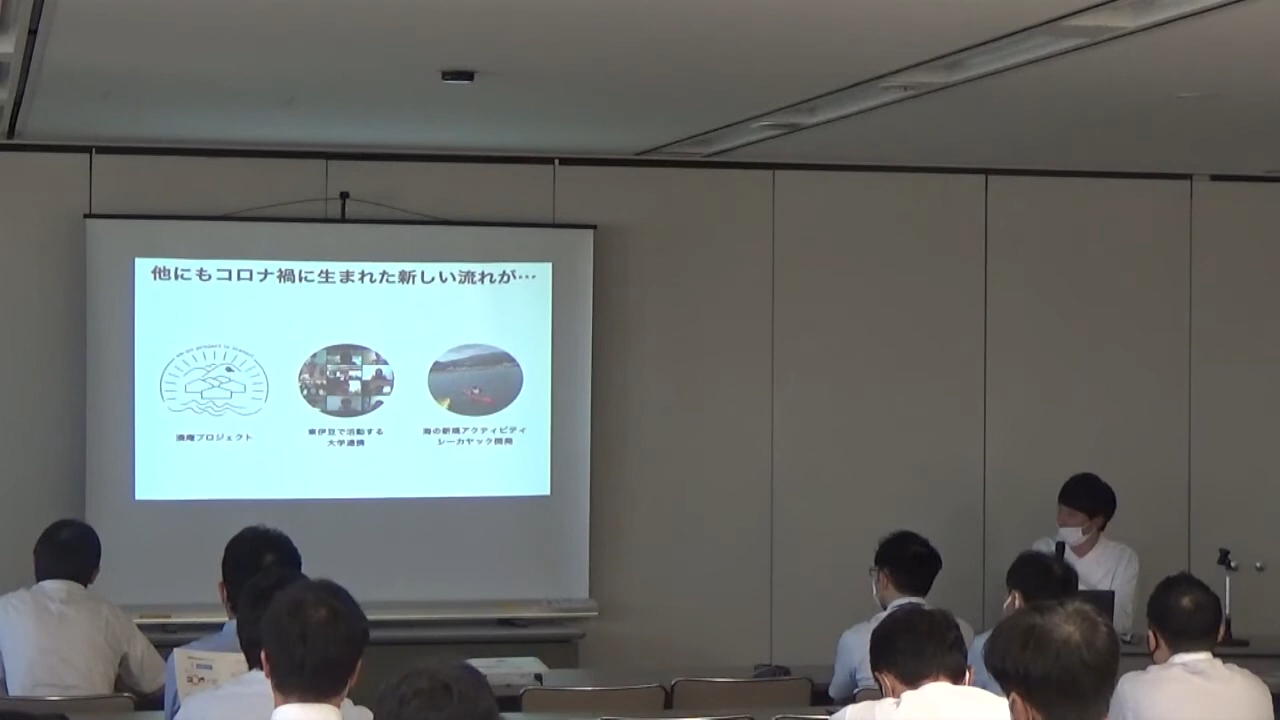 他にもコロナ禍に生まれた新しい流れが…
プロジェクト
東伊豆で活動する
大学連携
海の新規アクティビティ
シーカヤック開発